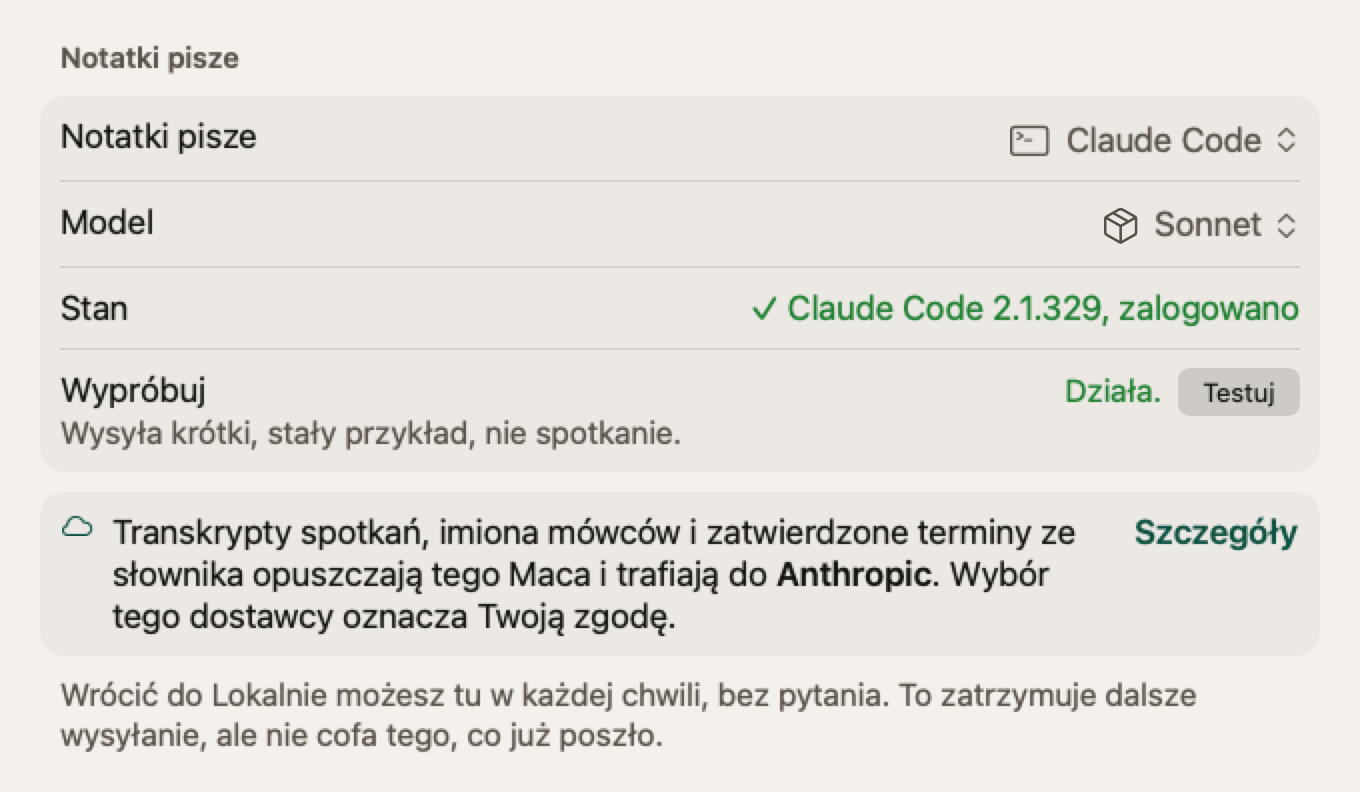 Notatki pisze
Notatki pisze
Claude Code
Model
Sonnet
Stan
✓ Claude Code 2.1.329, zalogowano
Wypróbuj
Działa.
Testuj
Wysyła krótki, stały przykład, nie spotkanie.
Transkrypty spotkań, imiona mówców i zatwierdzone terminy ze
Szczegóły
słownika opuszczają tego Maca i trafiają do Anthropic. Wybór
tego dostawcy oznacza Twoją zgodę.
Wrócić do Lokalnie możesz tu w każdej chwili, bez pytania. To zatrzymuje dalsze
wysyłanie, ale nie cofa tego, co już poszło.